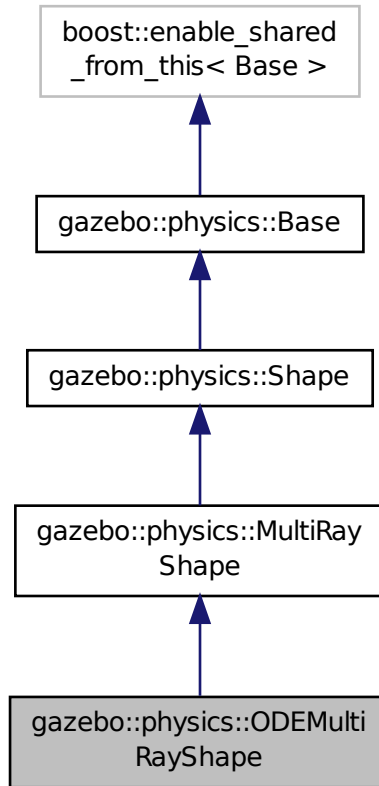 boost::enable_shared
_from_this< Base >
gazebo::physics::Base
gazebo::physics::Shape
gazebo::physics::MultiRay
Shape
gazebo::physics::ODEMulti
RayShape